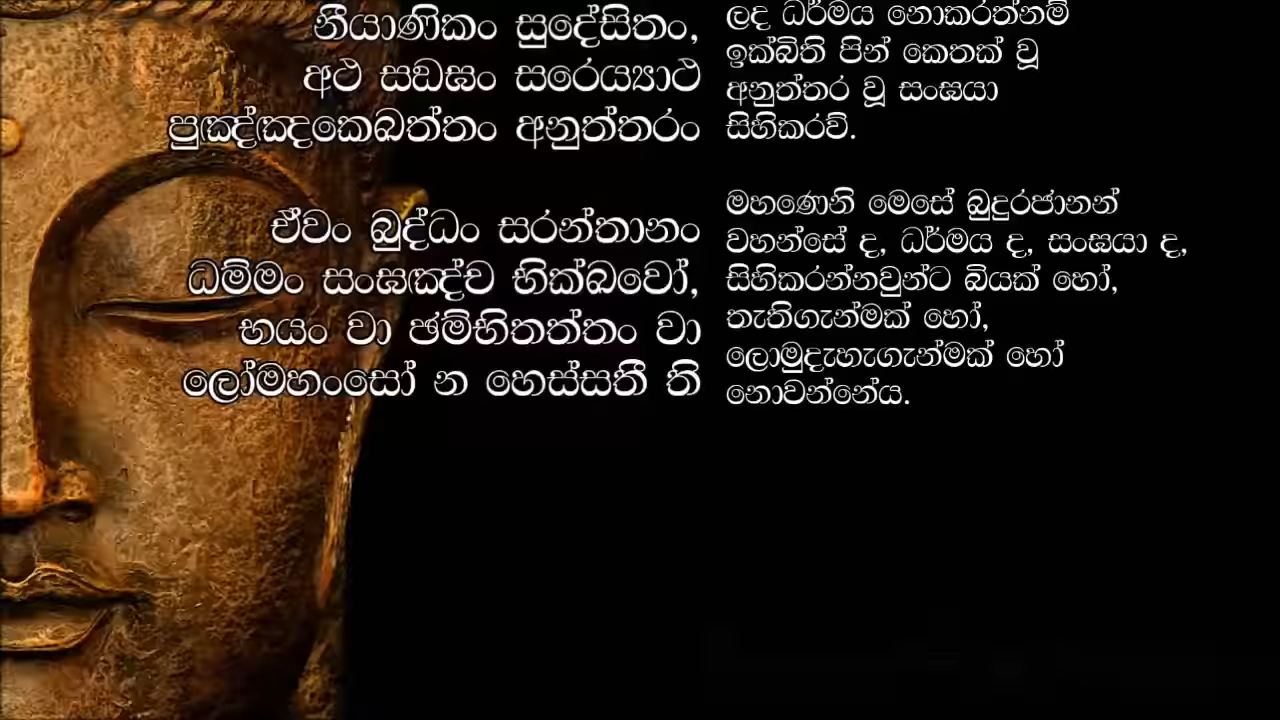 නීයාණිකං සුදේසිතං,
අථ සඞඝං සරෙය්‍යාථ
පුඤ්ඤකෙඛත්තං අනුත්තරං
ඒවං බුද්ධං සරන්තානං
ධම්මං සංඝඤ්ච භික්ඛවෝ,
භයං වා ඡම්භිතත්තං වා
ලෝමහංසෝ න හෙස්සතී ති
ලද ධර්මය නොකරත්නම්
ඉක්බිති පින් කෙතක් වූ
අනුත්තර වූ සංඝයා
සිහිකරව්.
මහණෙනි මෙසේ බුදුරජානන්
වහන්සේ ද, ධර්මය ද, සංඝයා ද,
සිහිකරන්නවුන්ට බියක් හෝ,
තැතිගැන්මක් හෝ,
ලොමුදැහැගැන්මක් හෝ
නොවන්නේය.